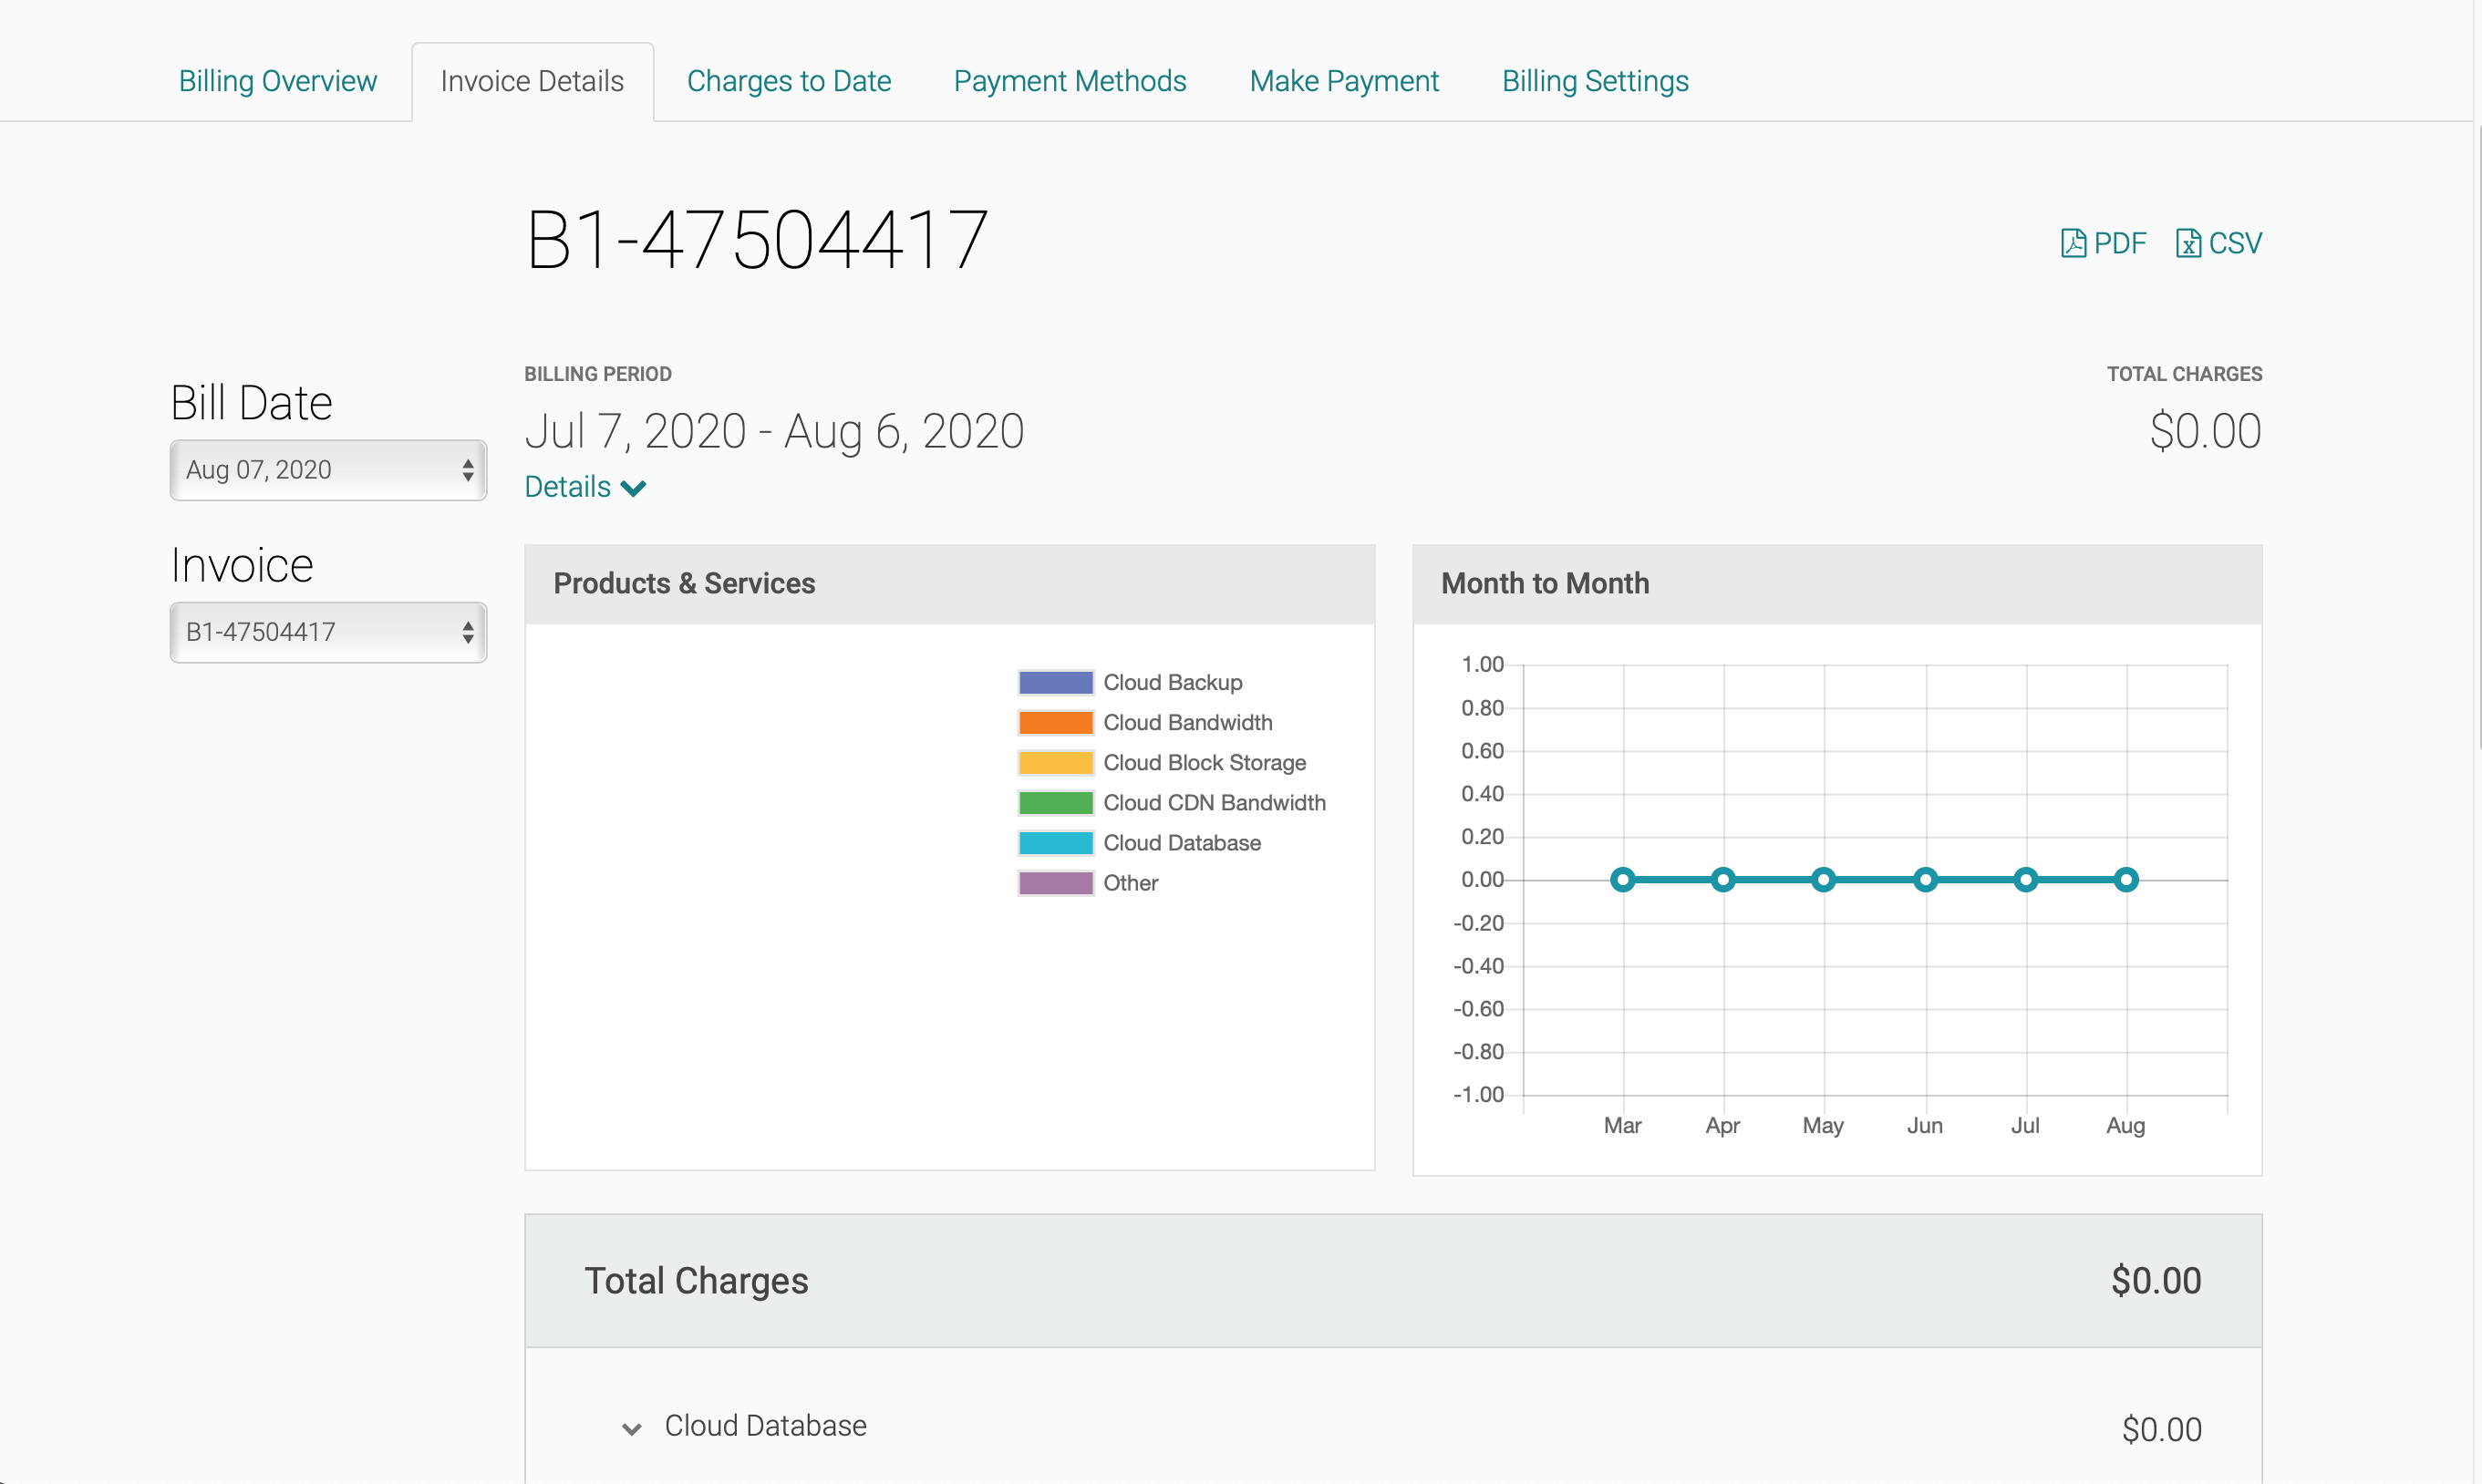 Billing Overview
Invoice Details
Charges to Date
Payment Methods
Make Payment
Billing Settings
B1-47504417
PDF
CSV
Bill Date
Aug 07, 2020
Invoice
B1-47504417
BILLING PERIOD
Jul 7, 2020 - Aug 6, 2020
Details
TOTAL CHARGES
$0.00
Products & Services
Cloud Backup
Cloud Bandwidth
Cloud Block Storage
Cloud CDN Bandwidth
Cloud Database
Other
Month to Month
1.00
0.80
0.60
0.40
0.20
0.00
-0.20
-0.40
-0.60
-0.80
-1.00
Mar Apr May Jun Jul Aug
Total Charges $0.00
Cloud Database $0.00